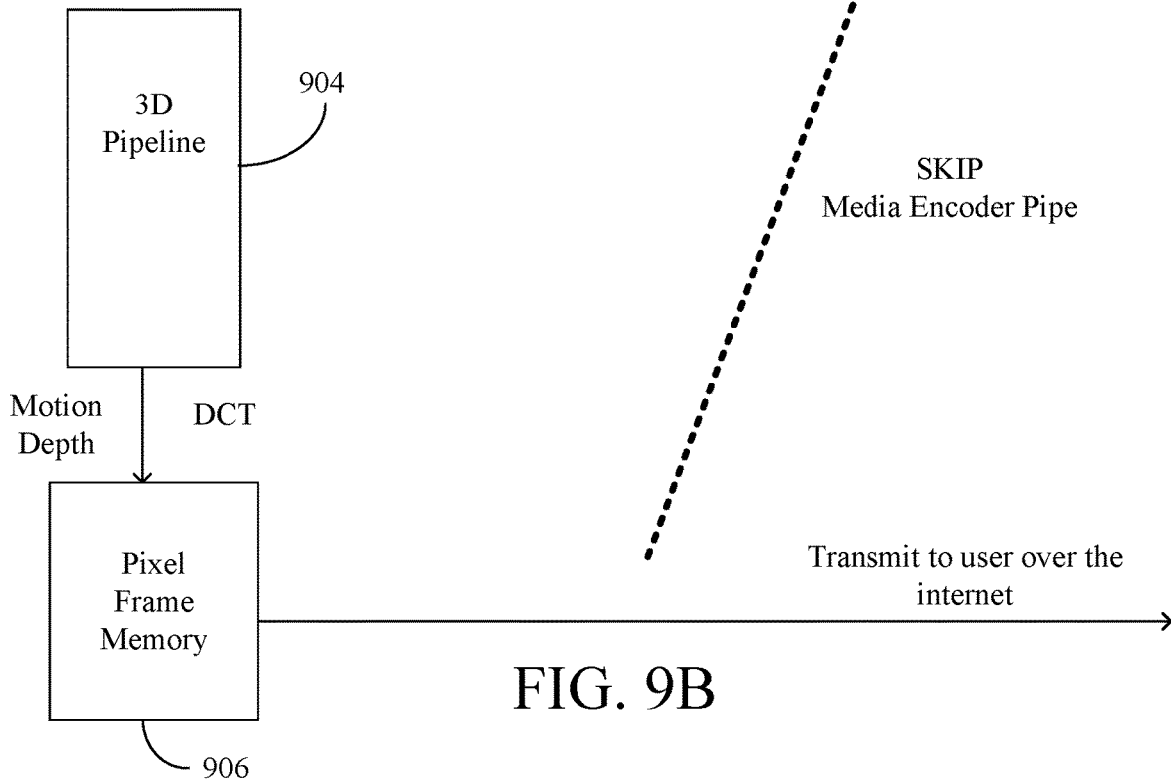 3D
Pipeline
904
SKIP
Media Encoder Pipe
Motion
Depth
DCT
Pixel
Frame
Memory
Transmit to user over the
internet
FIG. 9B
906